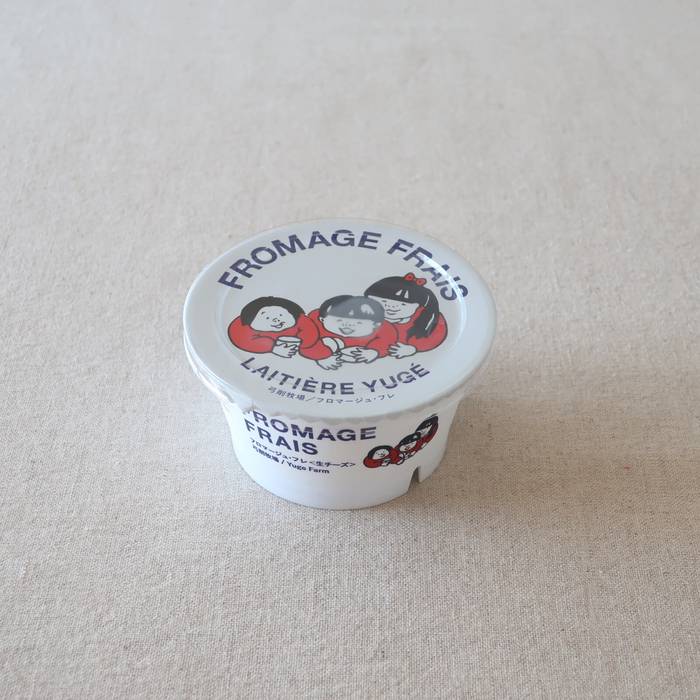 FROMAGE FRAIS
LAITIÈRE YUGÉ
弓削牧場／フロマージュ・フレ
FROMAGE
FRAIS
フロマージュ・フレ<生チーズ>
弓削牧場 / Yuge Farm